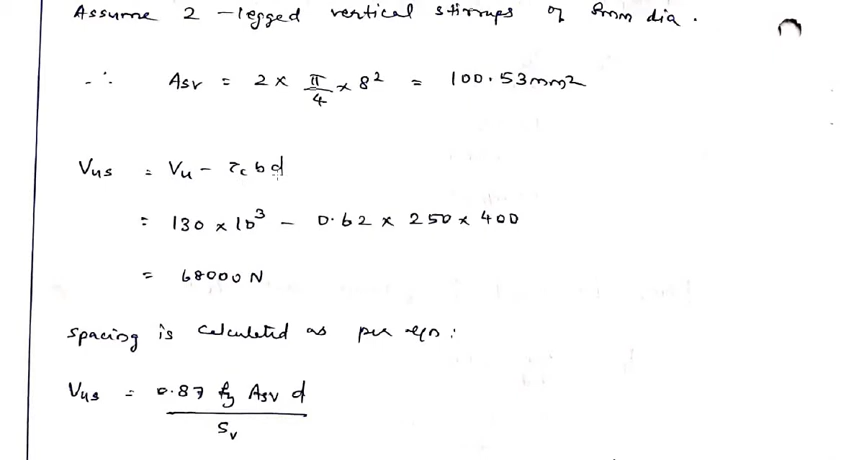 Assume 2-legged vertical stirrups of 8mm dia.
∴ Asv = 2 × π/4 × 8² = 100.53mm2
Vus = Vu - τc b d
= 130 × 10³ - 0.62 × 250 × 400
= 68000 N
Spacing is calculated as per eqn:
Vus = 0.87 fy Asv d / Sv